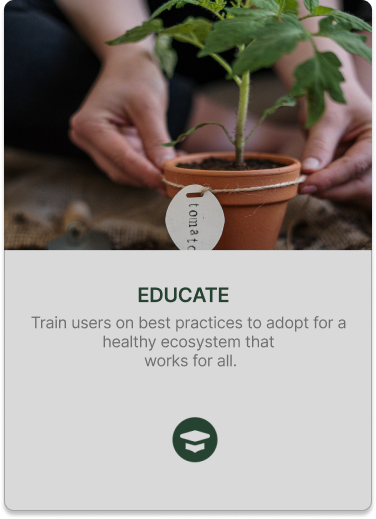 tomato
EDUCATE
Train users on best practices to adopt for a
healthy ecosystem that
works for all.